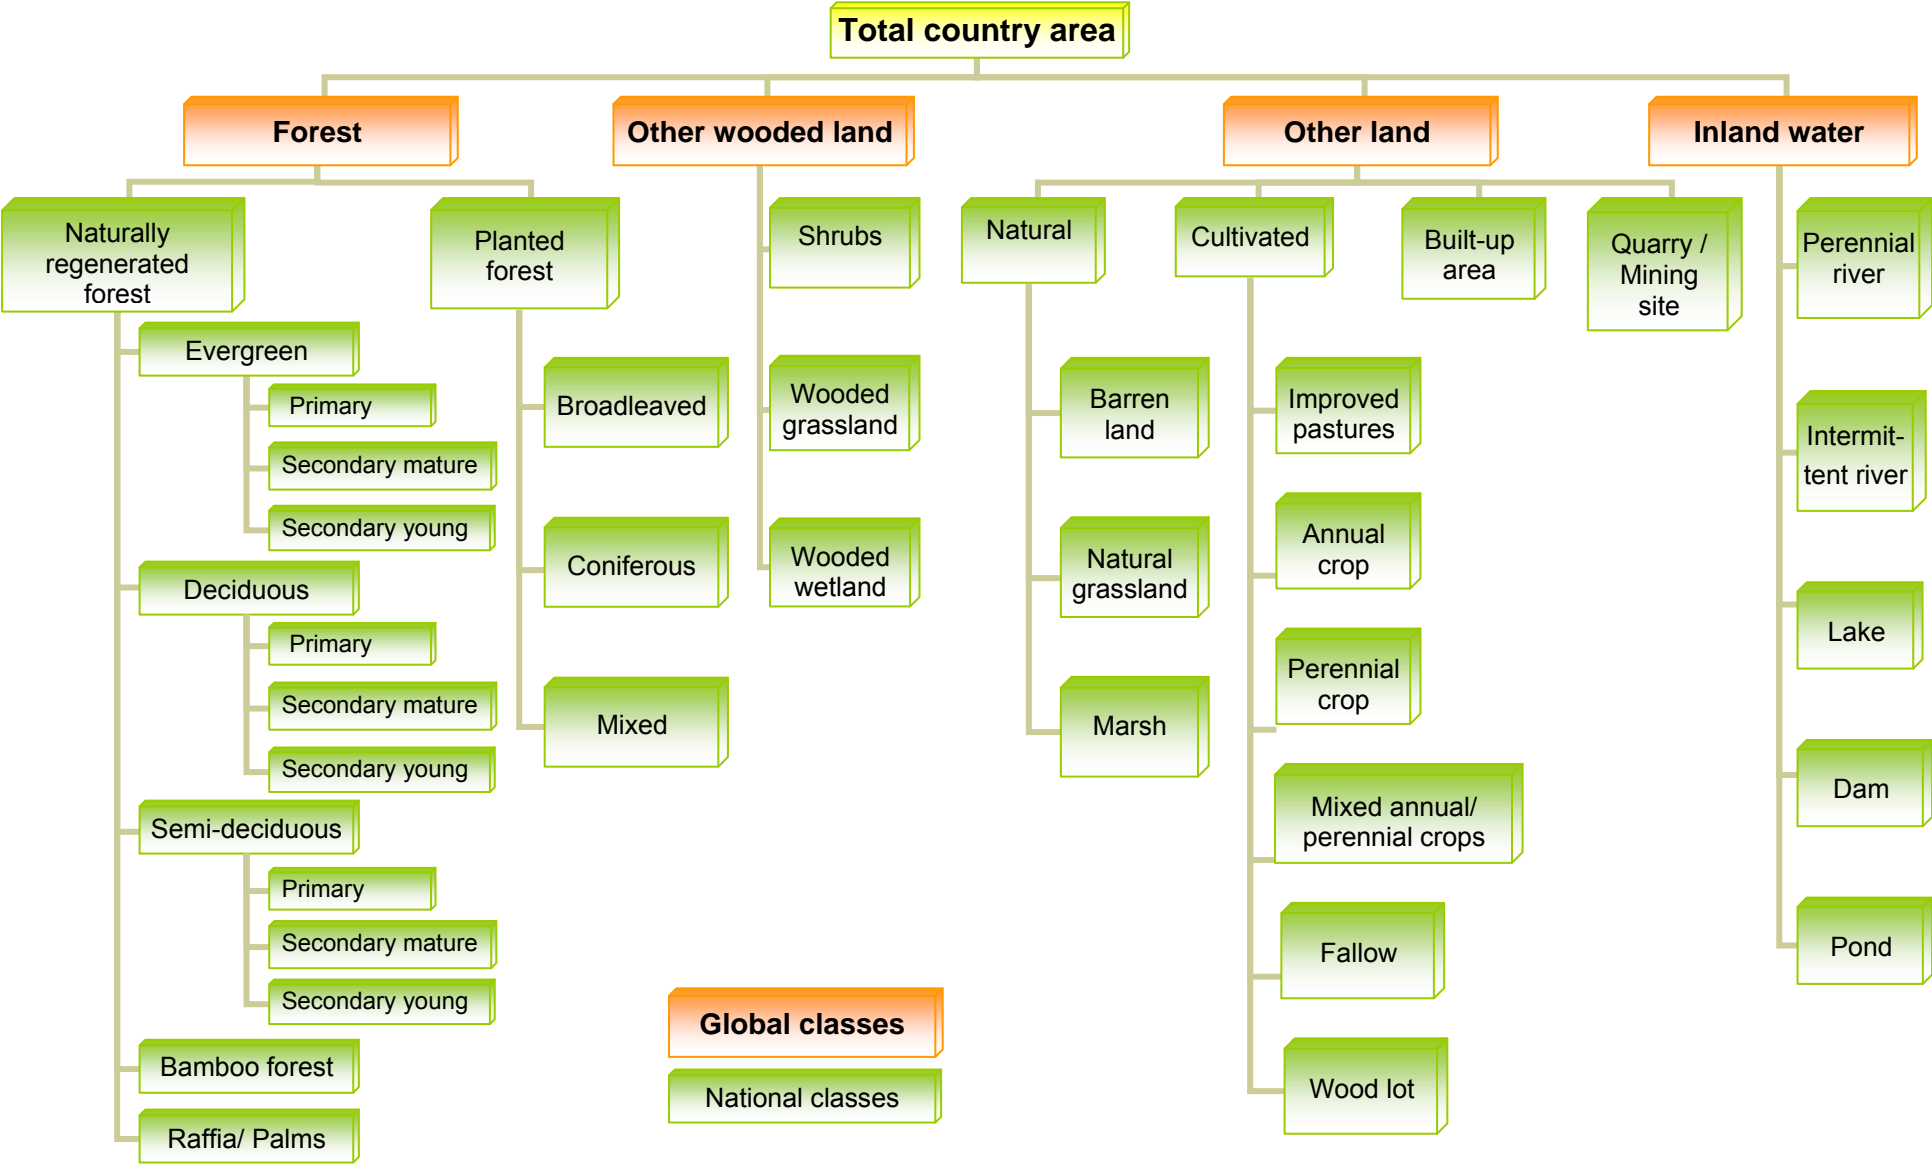 Total country area
Forest
Other wooded land
Other land
Inland water
Naturally
regenerated
forest
Evergreen
Primary
Secondary mature
Secondary young
Deciduous
Primary
Secondary mature
Secondary young
Semi-deciduous
Primary
Secondary mature
Secondary young
Bamboo forest
Raffia/ Palms
Planted
forest
Broadleaved
Coniferous
Mixed
Shrubs
Wooded
grassland
Wooded
wetland
Natural
Barren
land
Natural
grassland
Marsh
Cultivated
Improved
pastures
Annual
crop
Perennial
crop
Mixed annual/
perennial crops
Fallow
Wood lot
Built-up
area
Quarry /
Mining
site
Perennial
river
Intermit-
tent river
Lake
Dam
Pond
Global classes
National classes